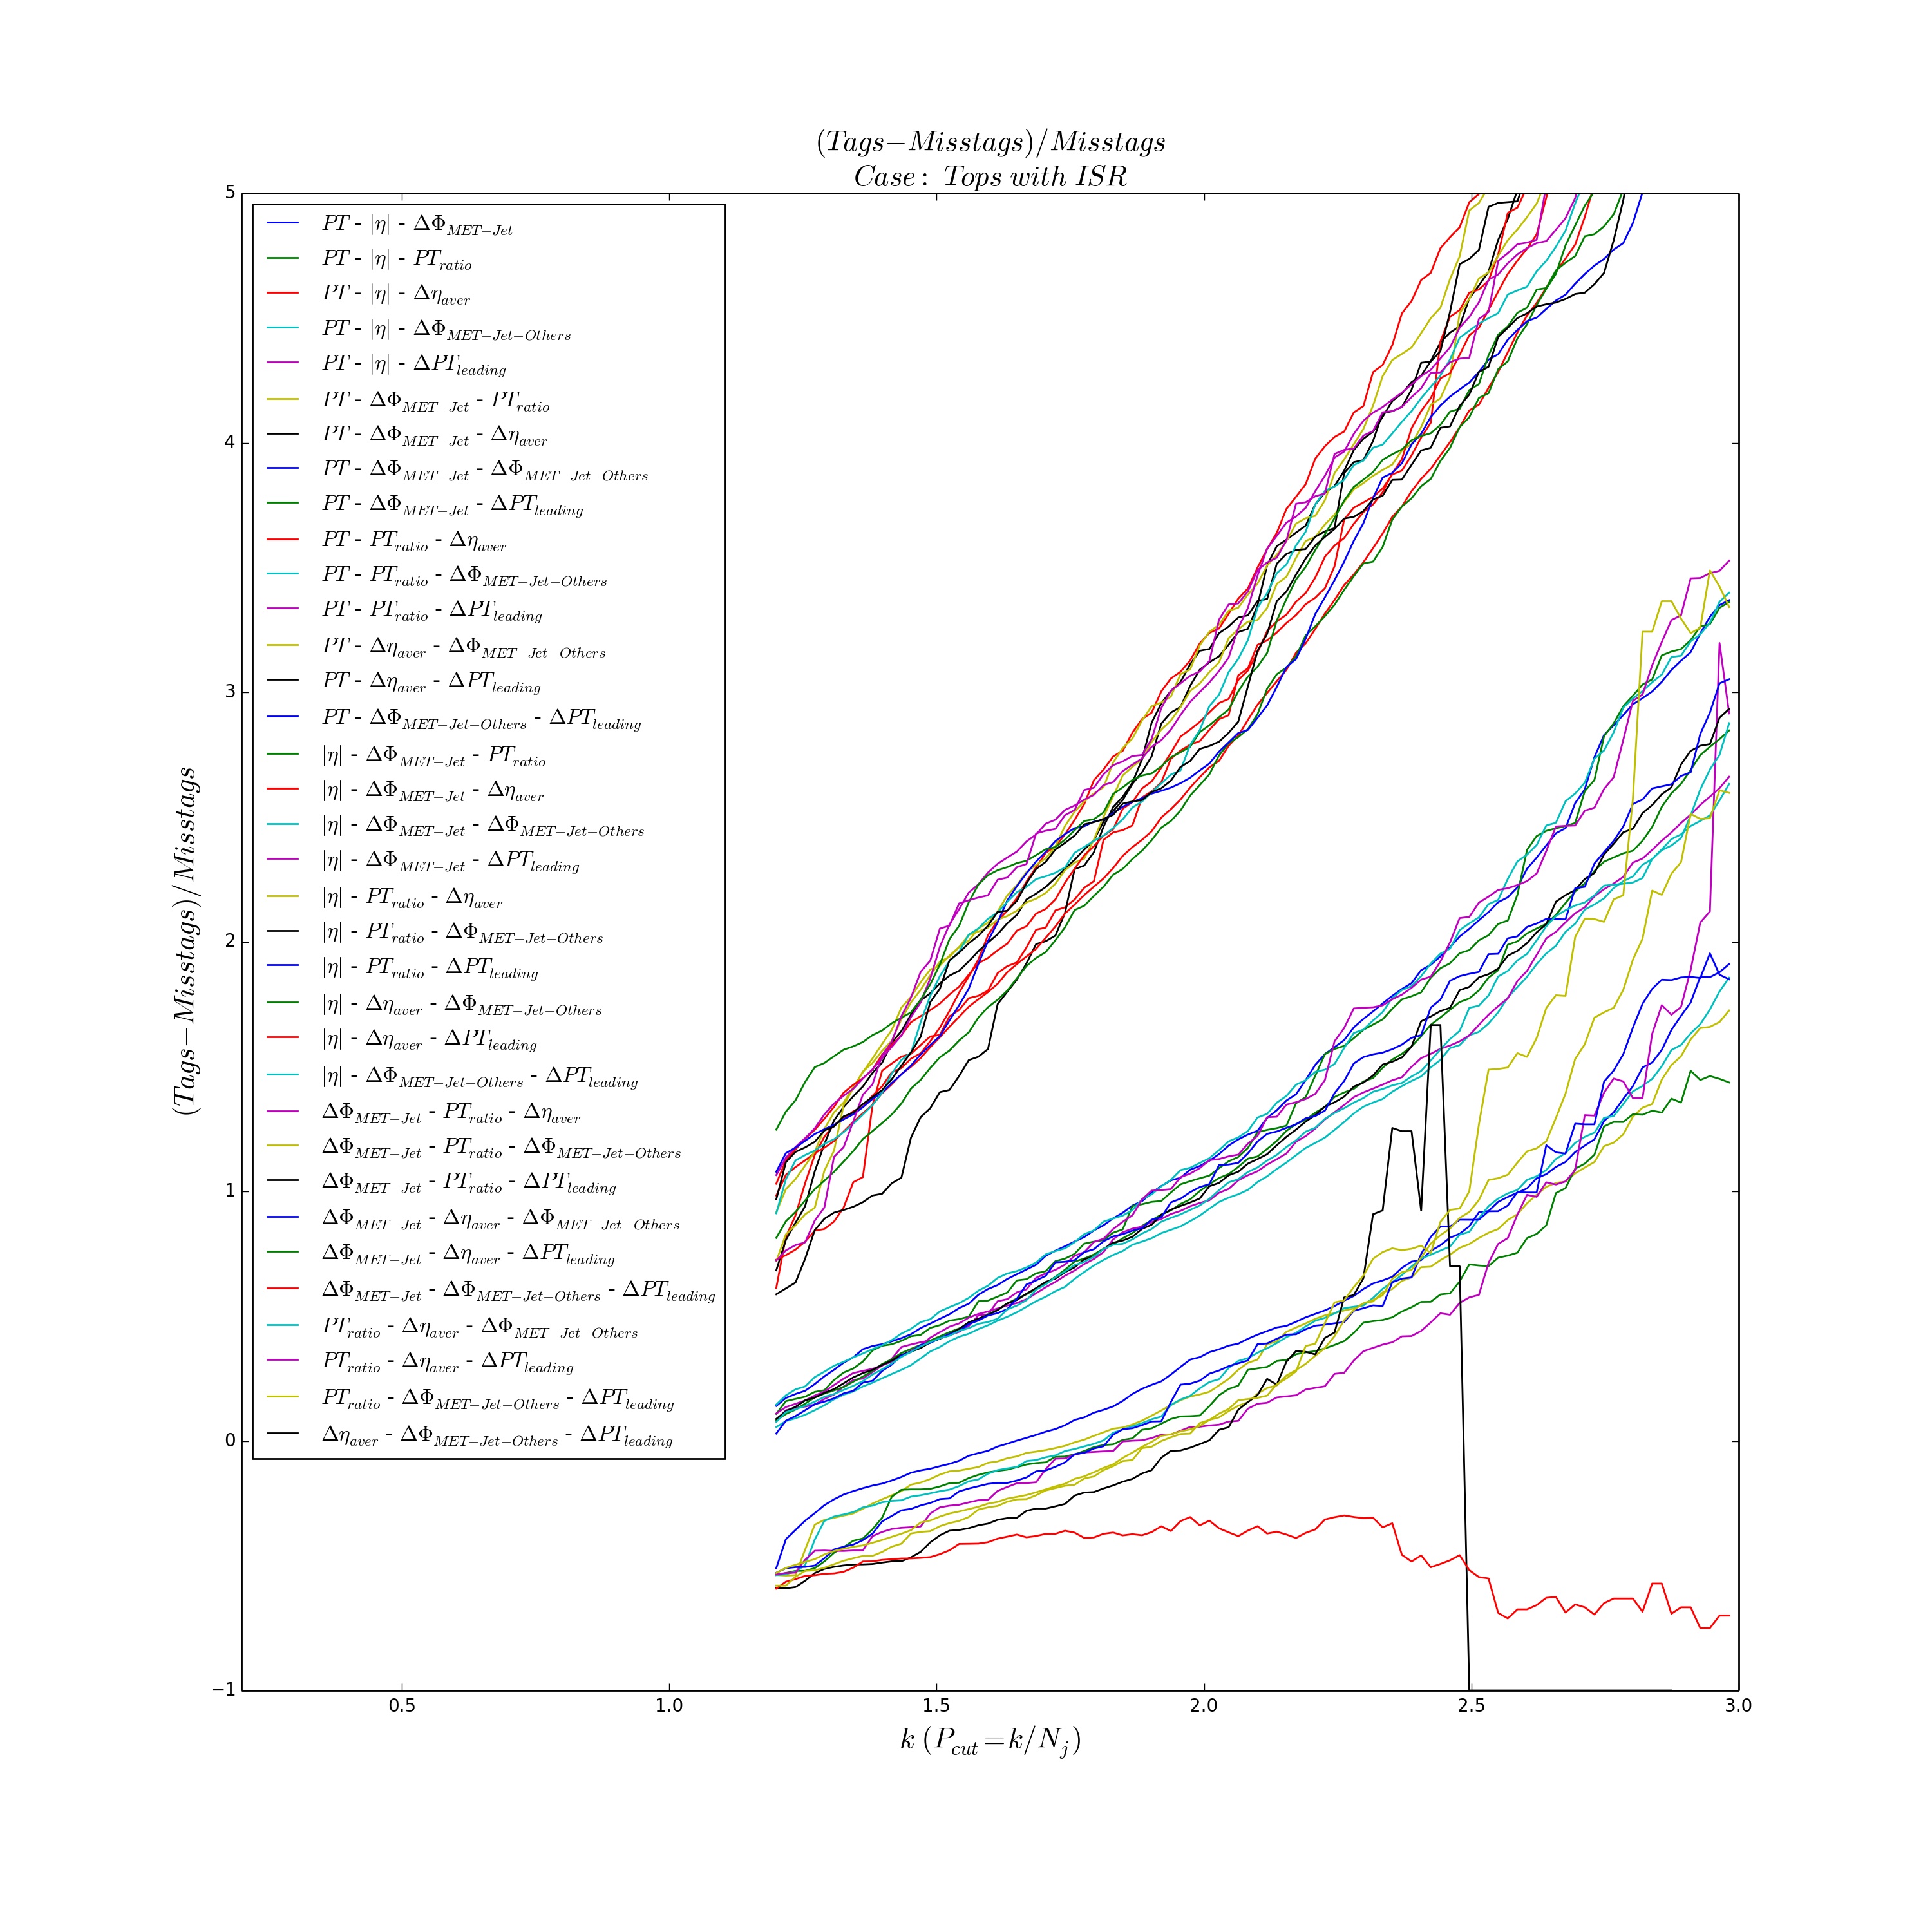 (Tags−Misstags)/Misstags
Case: Tops with ISR
5
4
3
2
1
0
−1
(Tags−Misstags)/Misstags
PT - |η| - ΔΦ_MET−Jet
PT - |η| - PT_ratio
PT - |η| - Δη_aver
PT - |η| - ΔΦ_MET−Jet−Others
PT - |η| - ΔPT_leading
PT - ΔΦ_MET−Jet - PT_ratio
PT - ΔΦ_MET−Jet - Δη_aver
PT - ΔΦ_MET−Jet - ΔΦ_MET−Jet−Others
PT - ΔΦ_MET−Jet - ΔPT_leading
PT - PT_ratio - Δη_aver
PT - PT_ratio - ΔΦ_MET−Jet−Others
PT - PT_ratio - ΔPT_leading
PT - Δη_aver - ΔΦ_MET−Jet−Others
PT - Δη_aver - ΔPT_leading
PT - ΔΦ_MET−Jet−Others - ΔPT_leading
|η| - ΔΦ_MET−Jet - PT_ratio
|η| - ΔΦ_MET−Jet - Δη_aver
|η| - ΔΦ_MET−Jet - ΔΦ_MET−Jet−Others
|η| - ΔΦ_MET−Jet - ΔPT_leading
|η| - PT_ratio - Δη_aver
|η| - PT_ratio - ΔΦ_MET−Jet−Others
|η| - PT_ratio - ΔPT_leading
|η| - Δη_aver - ΔΦ_MET−Jet−Others
|η| - Δη_aver - ΔPT_leading
|η| - ΔΦ_MET−Jet−Others - ΔPT_leading
ΔΦ_MET−Jet - PT_ratio - Δη_aver
ΔΦ_MET−Jet - PT_ratio - ΔΦ_MET−Jet−Others
ΔΦ_MET−Jet - PT_ratio - ΔPT_leading
ΔΦ_MET−Jet - Δη_aver - ΔΦ_MET−Jet−Others
ΔΦ_MET−Jet - Δη_aver - ΔPT_leading
ΔΦ_MET−Jet - ΔΦ_MET−Jet−Others - ΔPT_leading
PT_ratio - Δη_aver - ΔΦ_MET−Jet−Others
PT_ratio - Δη_aver - ΔPT_leading
PT_ratio - ΔΦ_MET−Jet−Others - ΔPT_leading
Δη_aver - ΔΦ_MET−Jet−Others - ΔPT_leading
0.5 1.0 1.5 2.0 2.5 3.0
k (P_cut=k/N_j)